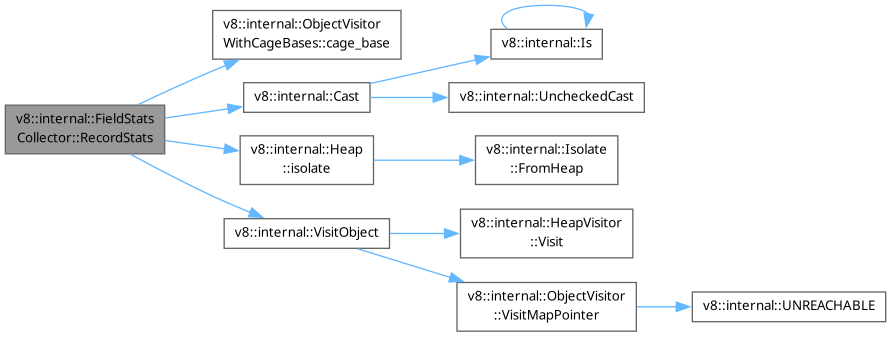 v8::internal::FieldStats
Collector::RecordStats
v8::internal::ObjectVisitor
WithCageBases::cage_base
v8::internal::Cast
v8::internal::Is
v8::internal::UncheckedCast
v8::internal::Heap
::isolate
v8::internal::Isolate
::FromHeap
v8::internal::VisitObject
v8::internal::HeapVisitor
::Visit
v8::internal::ObjectVisitor
::VisitMapPointer
v8::internal::UNREACHABLE